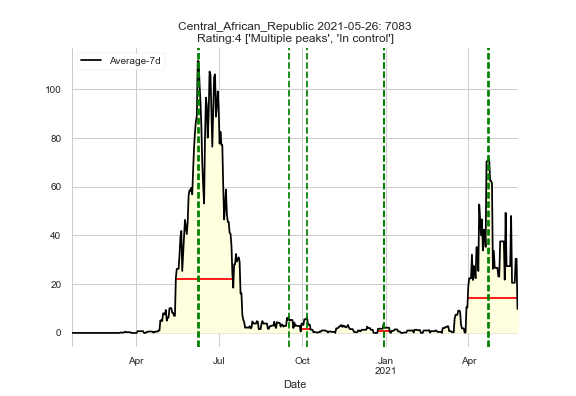 Central_African_Republic 2021-05-26: 7083
Rating:4 ['Multiple peaks', 'In control']
Average-7d
100
80
60
40
20
0
Apr
Jul
Oct
Jan
2021
Apr
Date